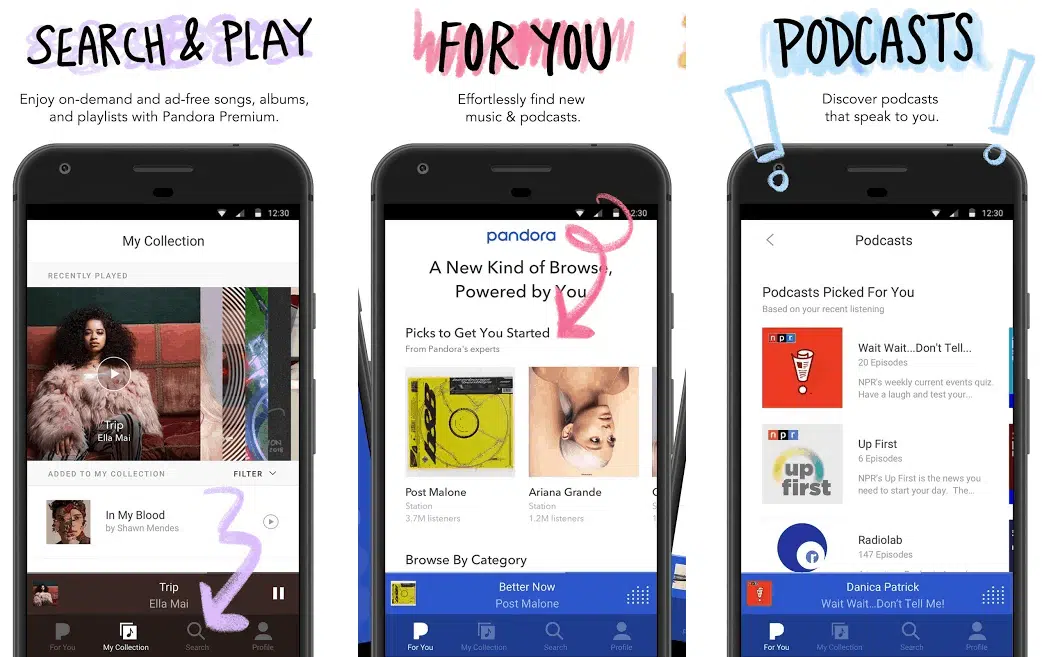 SEARCH & PLAY
Enjoy on-demand and ad-free songs, albums,
and playlists with Pandora Premium.
12:30
My Collection
RECENTLY PLAYED
Trip
Ella Mai
ADDED TO MY COLLECTION
FILTER
In My Blood
by Shawn Mendes
Trip
Ella Mai
For You
My Collection
Search
Profile
FOR YOU
Effortlessly find new
music & podcasts.
12:30
pandora
A New Kind of Browse,
Powered by You
Picks to Get You Started
From Pandora's experts
Post Malone
Station
3.7M listeners
Ariana Grande
Station
1.2M listeners
Browse By Category
Better Now
Post Malone
For You
My Collection
Search
Profile
PODCASTS
Discover podcasts
that speak to you.
12:30
Podcasts
Podcasts Picked For You
Based on your recent listening
npr
Wait Wait...Don't Tell...
20 Episodes
NPR's weekly current events quiz.
Have a laugh and test your...
npr
up
first
Up First
6 Episodes
NPR's Up First is the news you
need to start your day. The...
Radiolab
147 Episodes
Danica Patrick
Wait Wait...Don't Tell Me!
For You
My Collection
Search
Profile